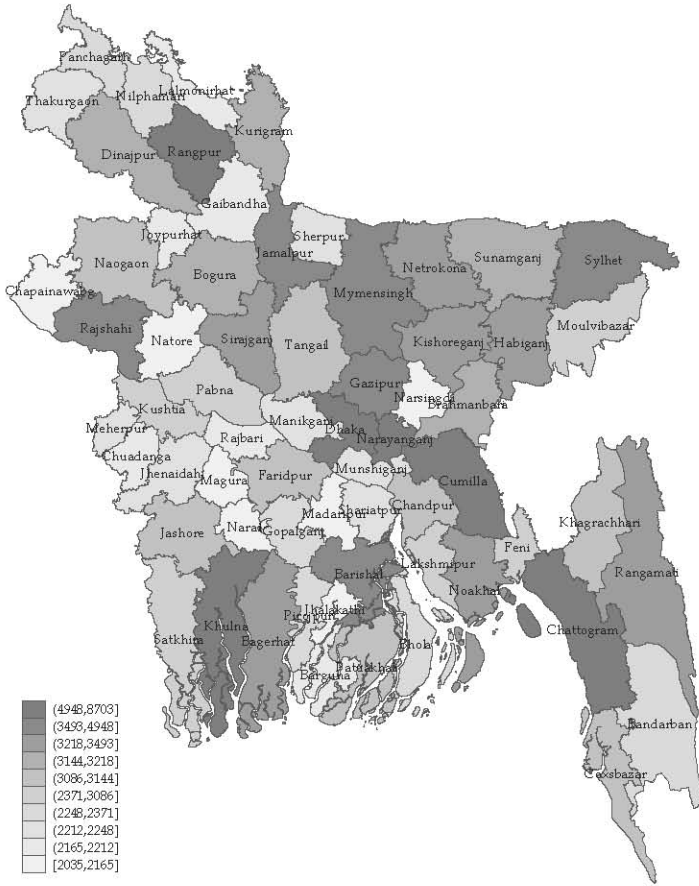 Panchagarh
Thakurgaon
Nilphamari
Lalmonirhat
Dinajpur
Rangpur
Kurigram
Gaibandha
Joypurhat
Jamalpur
Sherpur
Naogaon
Bogura
Mymensingh
Netrokona
Sunamganj
Sylhet
Chapainawabg
Rajshahi
Natore
Sirajganj
Tangail
Kishoreganj
Habiganj
Moulvibazar
Pabna
Gazipur
Narsingdi
Brahmanbaria
Kushtia
Meherpur
Manikganj
Dhaka
Narayanganj
Chuadanga
Rajbari
Jhenaidah
Magura
Faridpur
Munshiganj
Cumilla
Madaripur
Shariatpur
Chandpur
Khagrachhari
Jashore
Narail
Gopalganj
Feni
Lakshmipur
Rangamati
Barishal
Noakhali
Satkhira
Khulna
Bagerhat
Pirojpur
Jhalakathi
Chattogram
Bhola
Barguna
Patuakhali
Bandarban
Coxsbazar
(4948,8703]
(3493,4948]
(3218,3493]
(3144,3218]
(3086,3144]
(2371,3086]
(2248,2371]
(2212,2248]
(2165,2212]
[2035,2165]